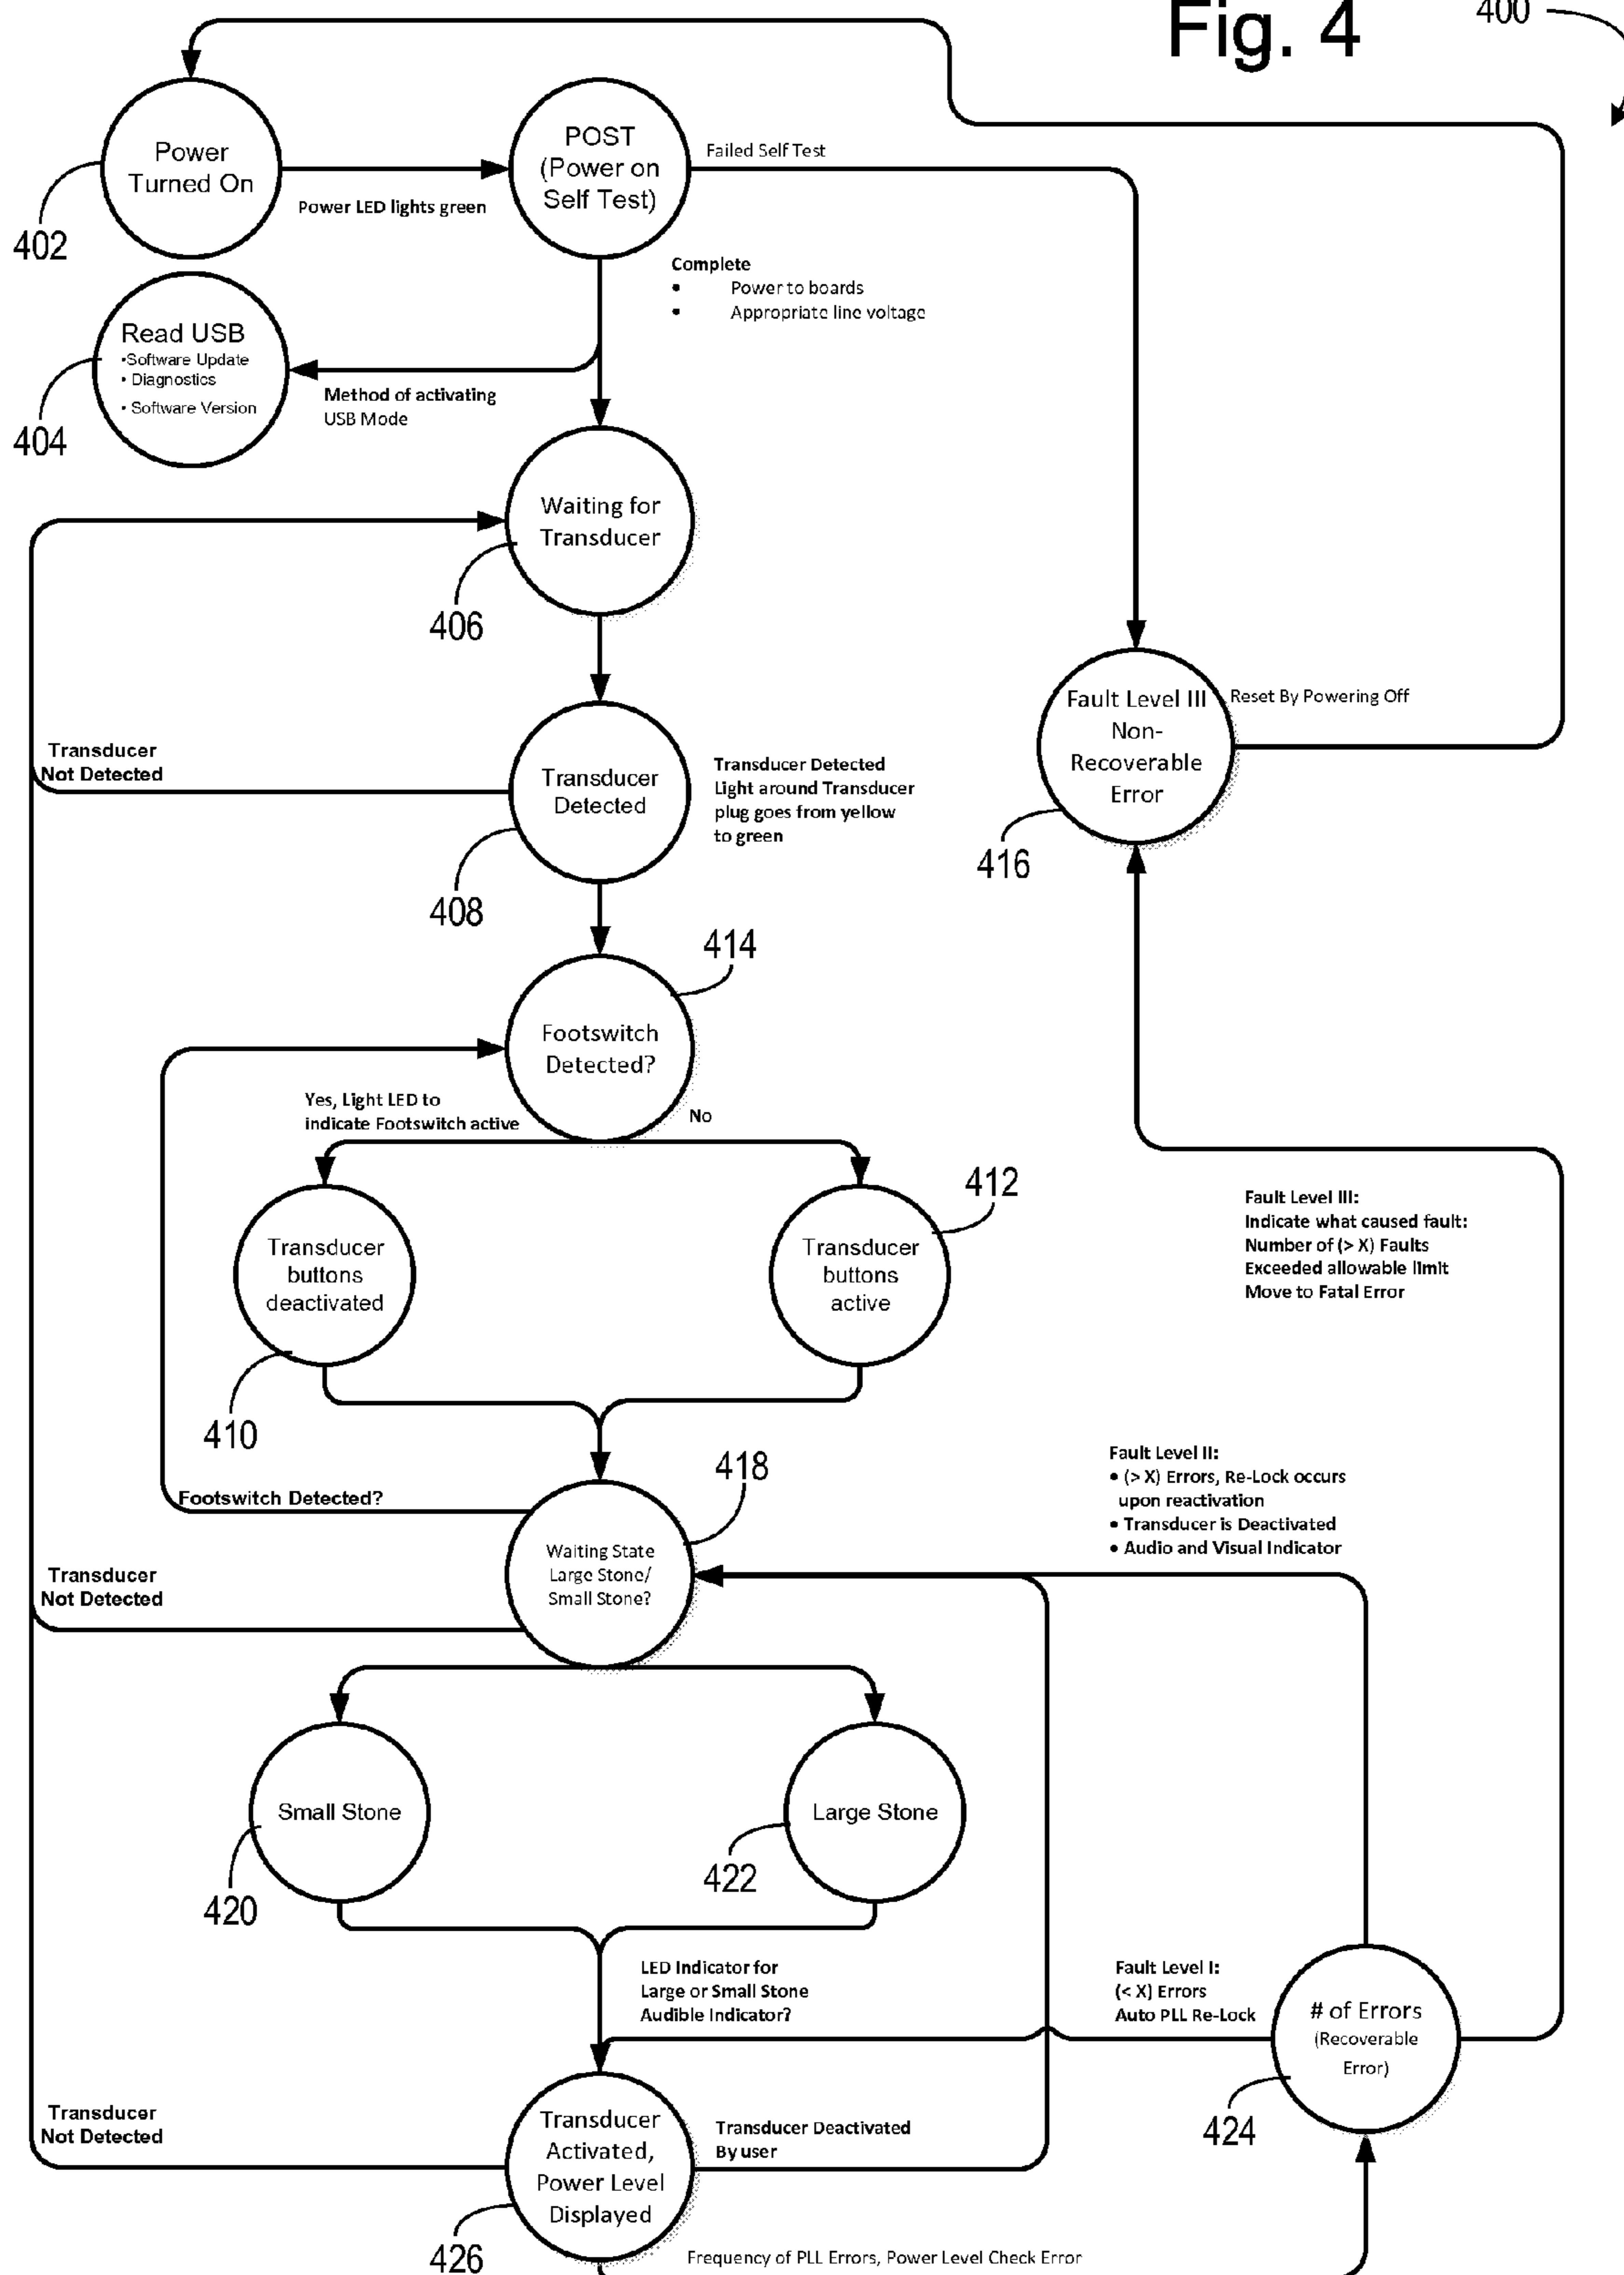 Fig. 4
400
Power
Turned On
402
Power LED lights green
POST
(Power on
Self Test)
Failed Self Test
Complete
• Power to boards
• Appropriate line voltage
Read USB
•Software Update
• Diagnostics
• Software Version
404
Method of activating
USB Mode
Waiting for
Transducer
406
Fault Level III
Non-
Recoverable
Error
416
Reset By Powering Off
Transducer
Not Detected
Transducer
Detected
408
Transducer Detected
Light around Transducer
plug goes from yellow
to green
414
Footswitch
Detected?
Yes, Light LED to
indicate Footswitch active
No
Transducer
buttons
deactivated
410
Transducer
buttons
active
412
Fault Level III:
Indicate what caused fault:
Number of (> X) Faults
Exceeded allowable limit
Move to Fatal Error
Footswitch Detected?
418
Waiting State
Large Stone/
Small Stone?
Fault Level II:
• (> X) Errors, Re-Lock occurs
upon reactivation
• Transducer is Deactivated
• Audio and Visual Indicator
Transducer
Not Detected
Small Stone
420
Large Stone
422
LED Indicator for
Large or Small Stone
Audible Indicator?
Fault Level I:
(< X) Errors
Auto PLL Re-Lock
# of Errors
(Recoverable
Error)
424
Transducer
Not Detected
Transducer
Activated,
Power Level
Displayed
426
Transducer Deactivated
By user
Frequency of PLL Errors, Power Level Check Error